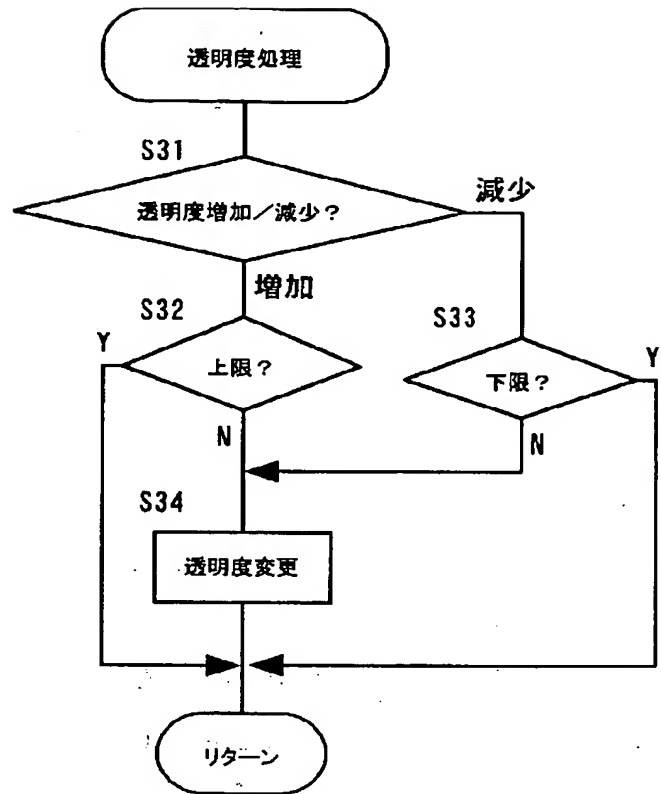 透明度処理
S31
透明度増加／減少？
減少
増加
S32
S33
Y
上限？
下限？
Y
N
N
S34
透明度変更
リターン